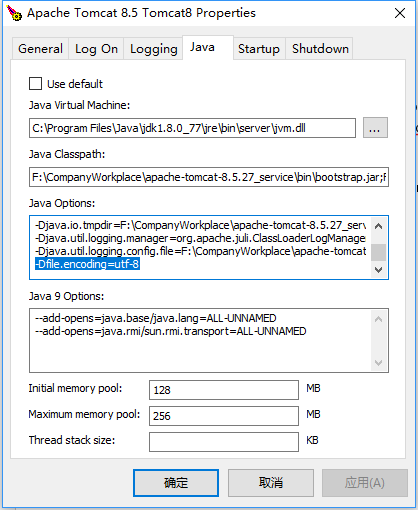 Apache Tomcat 8.5 Tomcat8 Properties
General
Log On
Logging
Java
Startup
Shutdown
Use default
Java Virtual Machine:
C:\Program Files\Java\jdk1.8.0_77\jre\bin\server\jvm.dll
...
Java Classpath:
F:\CompanyWorkplace\apache-tomcat-8.5.27_service\bin\bootstrap.jar;F
Java Options:
-Djava.io.tmpdir=F:\CompanyWorkplace\apache-tomcat-8.5.27_serv
-Djava.util.logging.manager=org.apache.juli.ClassLoaderLogManage
-Djava.util.logging.config.file=F:\CompanyWorkplace\apache-tomcat
-Dfile.encoding=utf-8
Java 9 Options:
--add-opens=java.base/java.lang=ALL-UNNAMED
--add-opens=java.rmi/sun.rmi.transport=ALL-UNNAMED
Initial memory pool: 128 MB
Maximum memory pool: 256 MB
Thread stack size: KB
确定
取消
应用(A)